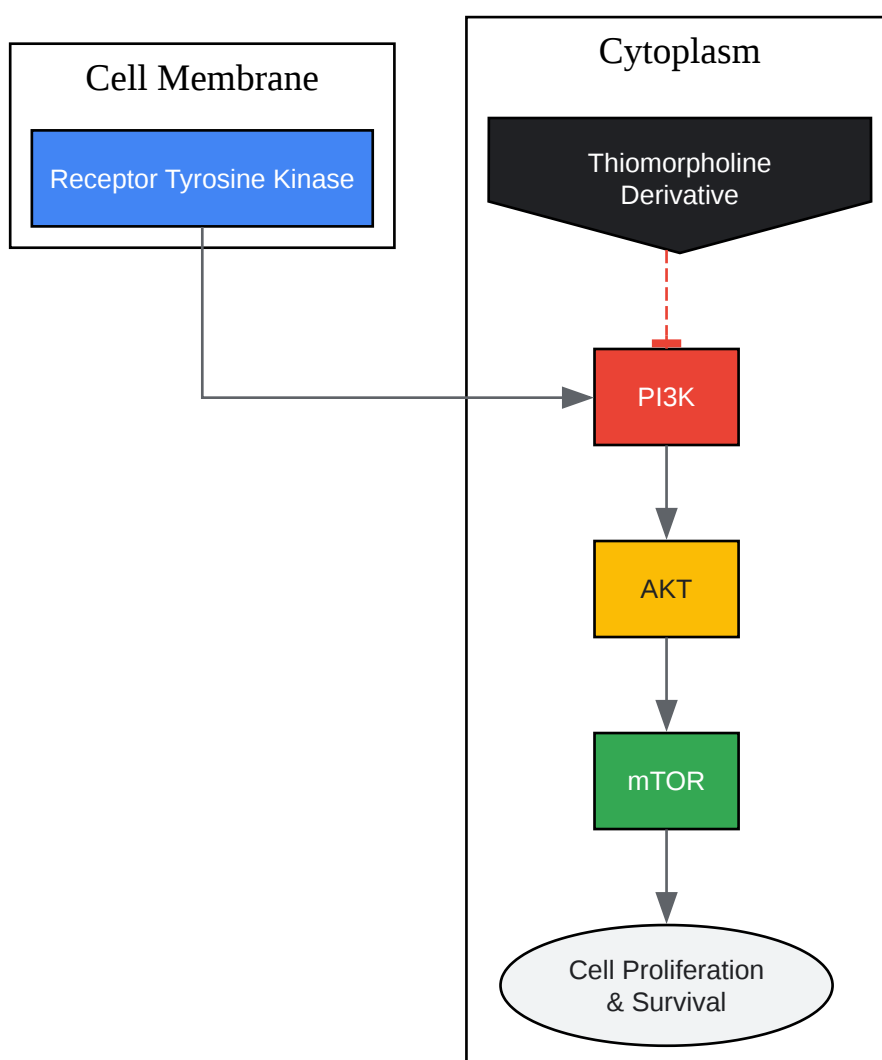 Cell Membrane
Receptor Tyrosine Kinase
Cytoplasm
Thiomorpholine
Derivative
PI3K
AKT
mTOR
Cell Proliferation
& Survival